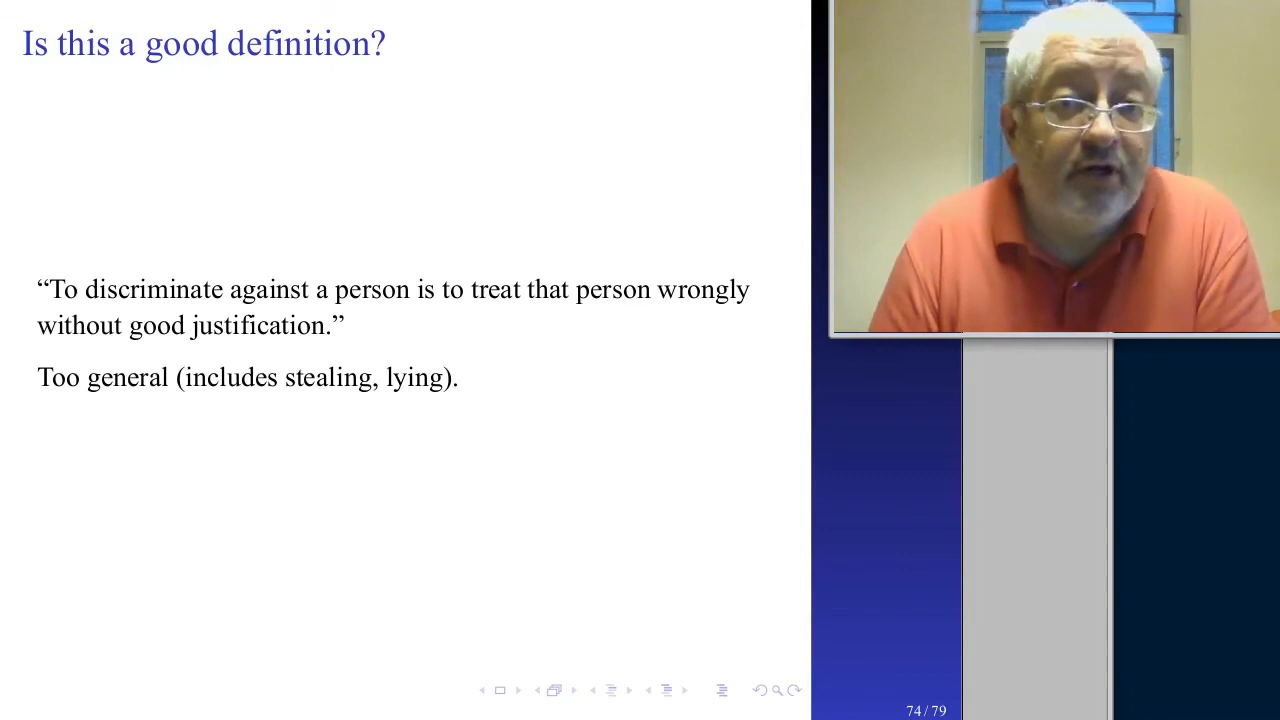 Is this a good definition?
“To discriminate against a person is to treat that person wrongly
without good justification.”
Too general (includes stealing, lying).
74 / 79